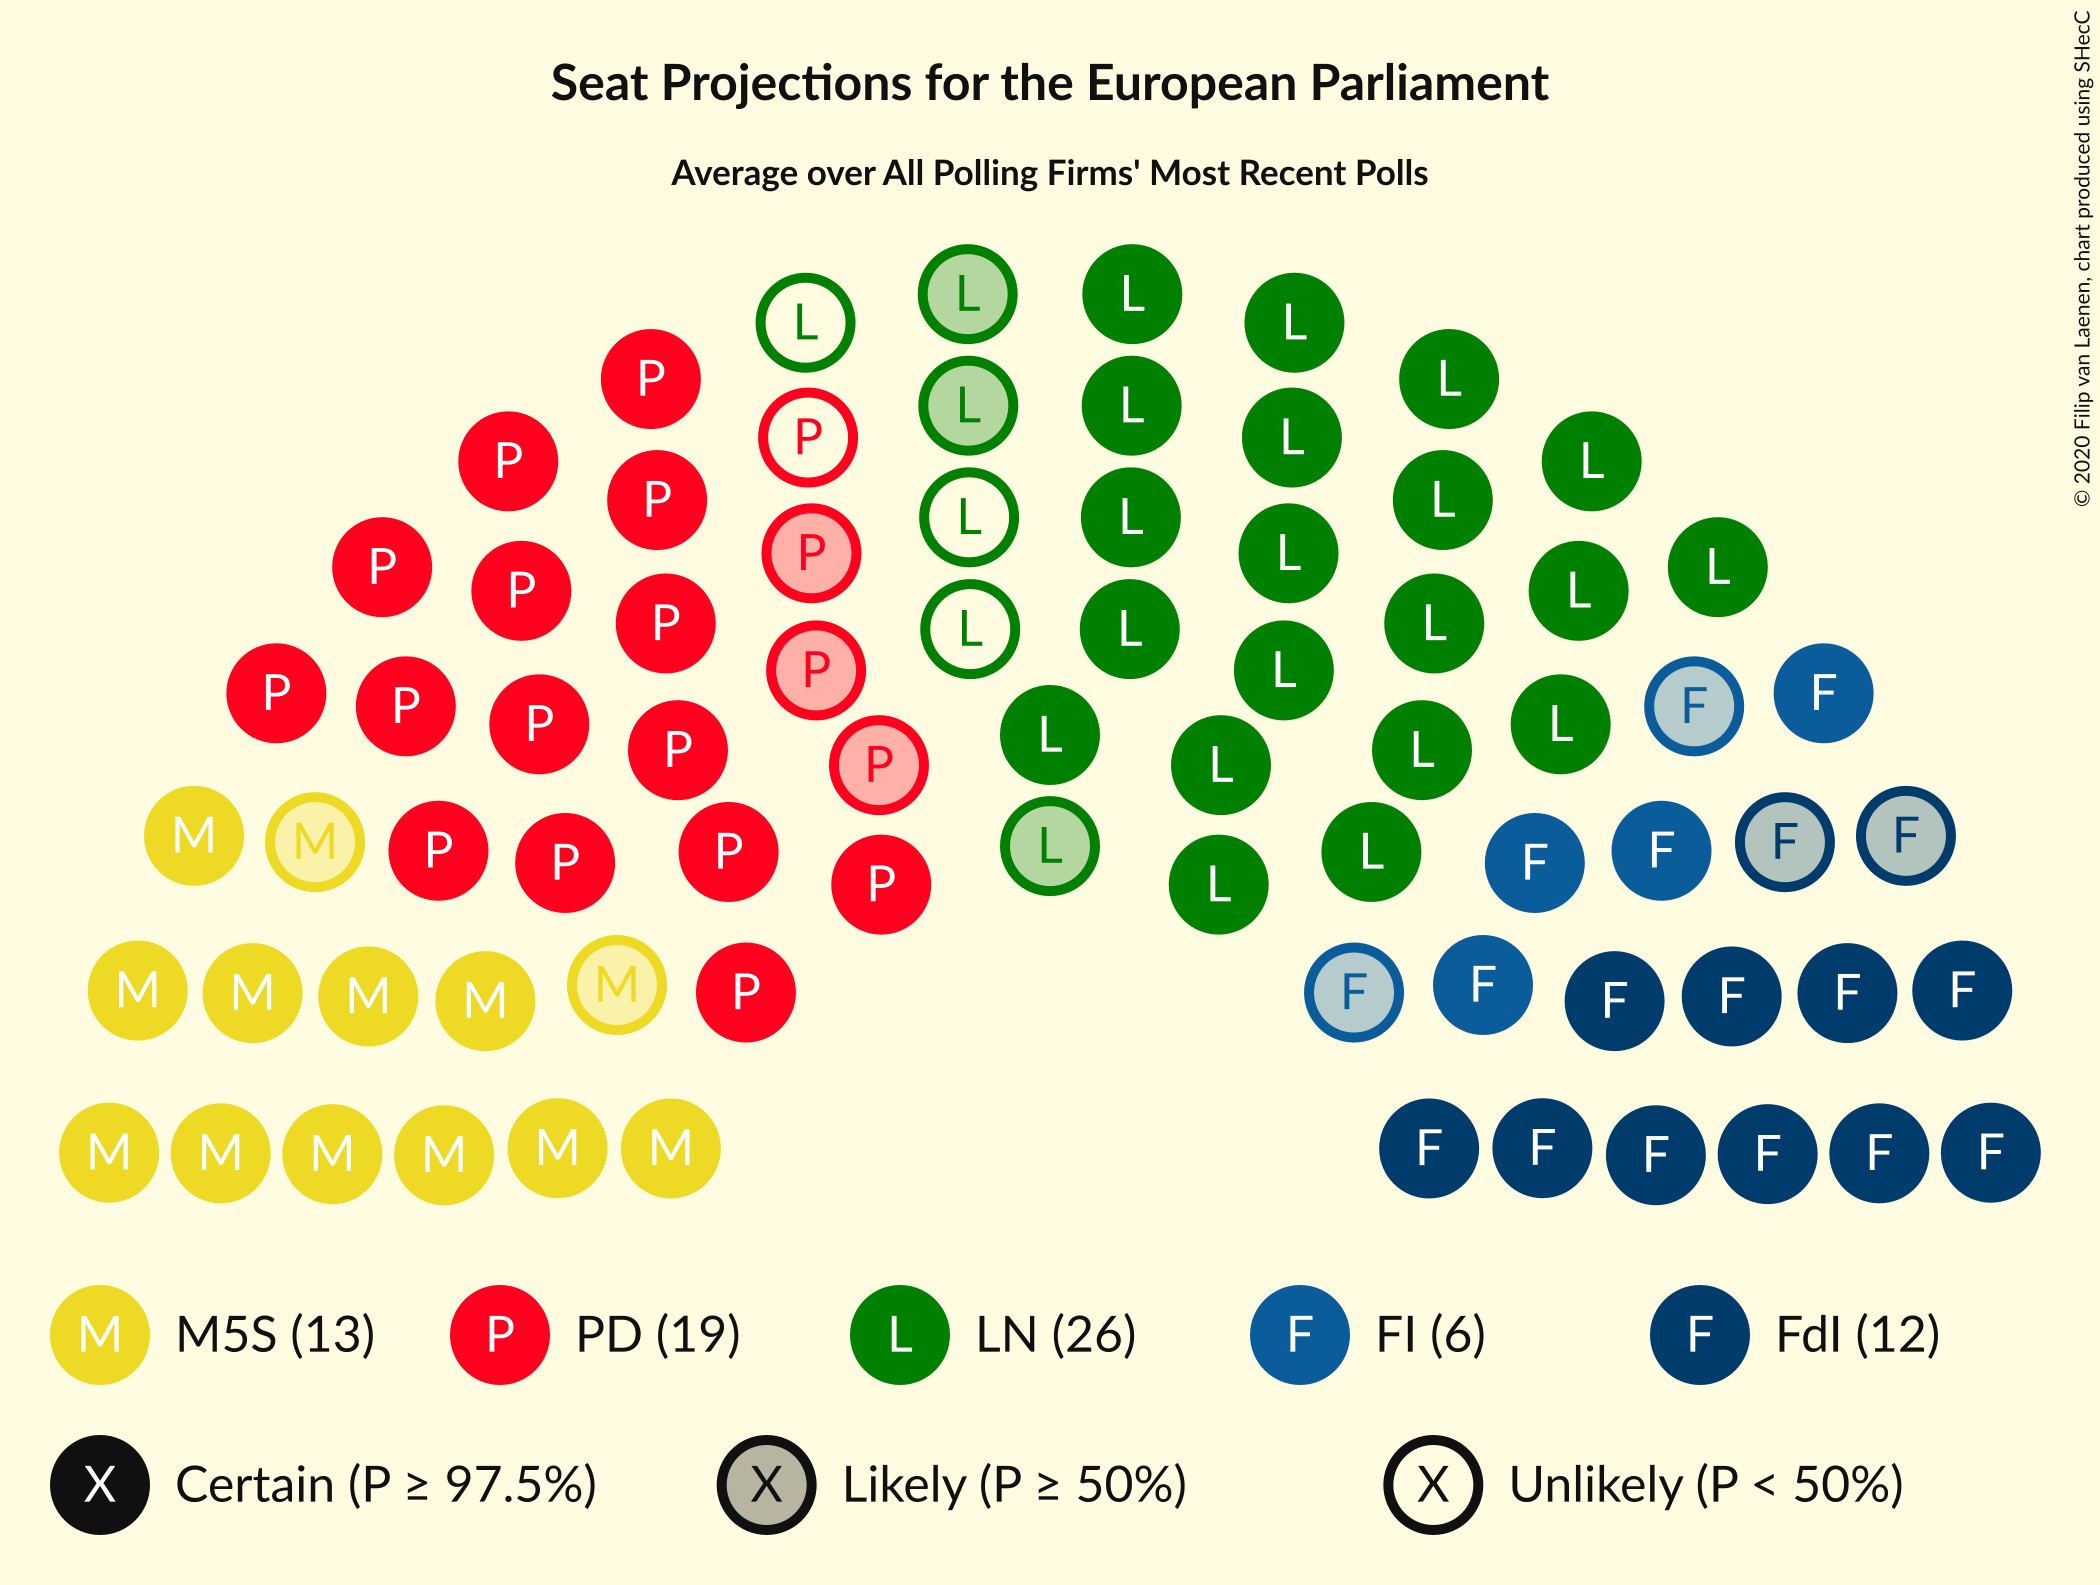 Seat Projections for the European Parliament
Average over All Polling Firms' Most Recent Polls
© 2020 Filip van Laenen, chart produced using SHecC
L L L L
P L
P L L L P L
P P L L
P L L L P L
P L
P L L P L
P P P F F
P P L L
P L L
M M P P P L L F F F F
P L L
M M M M M P F F F F F F
M M M M M M F F F F F F
M M5S (13) P PD (19) L LN (26) F FI (6) F FdI (12)
X Certain (P ≥ 97.5%) X Likely (P ≥ 50%) X Unlikely (P < 50%)